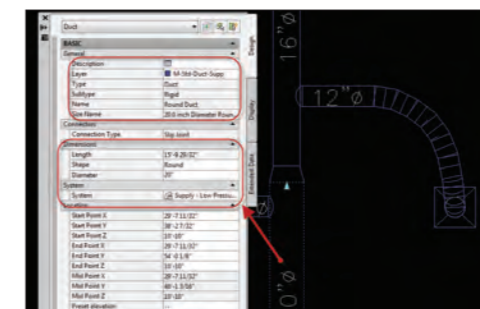 Duct
BASIC
General
Description
Layer M-Std-Duct-Supp
Type Duct
Subtype Rigid
Name Round Duct
Size Name 20.0 inch Diameter Roun...
Connection
Connection Type Slip Joint
Dimensions
Length 15'-9 29/32"
Shape Round
Diameter 20"
System
System Supply - Low Pressu...
Location
Start Point X 29'-7 11/32"
Start Point Y 38'-2 7/32"
Start Point Z 10'-10"
End Point X 29'-7 11/32"
End Point Y 54'-0 1/8"
End Point Z 10'-10"
Mid Point X 29'-7 11/32"
Mid Point Y
Mid Point Z 10'-10"
Preset elevation
Design
Display
Extended Data
16"ø
12"ø
0"ø
ø